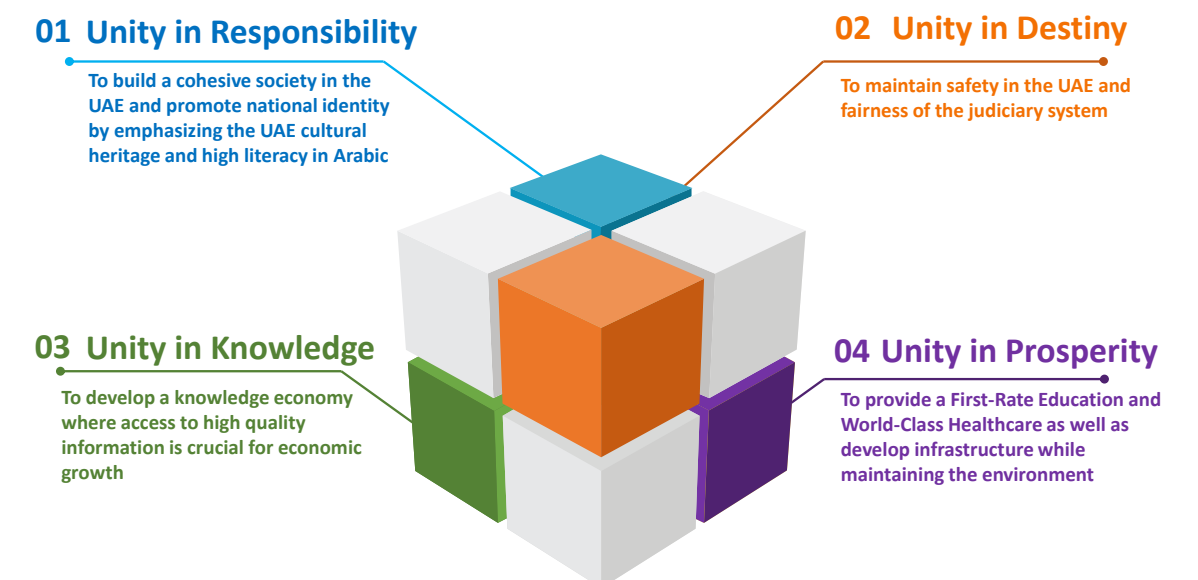 01 Unity in Responsibility
To build a cohesive society in the
UAE and promote national identity
by emphasizing the UAE cultural
heritage and high literacy in Arabic
02 Unity in Destiny
To maintain safety in the UAE and
fairness of the judiciary system
03 Unity in Knowledge
To develop a knowledge economy
where access to high quality
information is crucial for economic
growth
04 Unity in Prosperity
To provide a First-Rate Education and
World-Class Healthcare as well as
develop infrastructure while
maintaining the environment